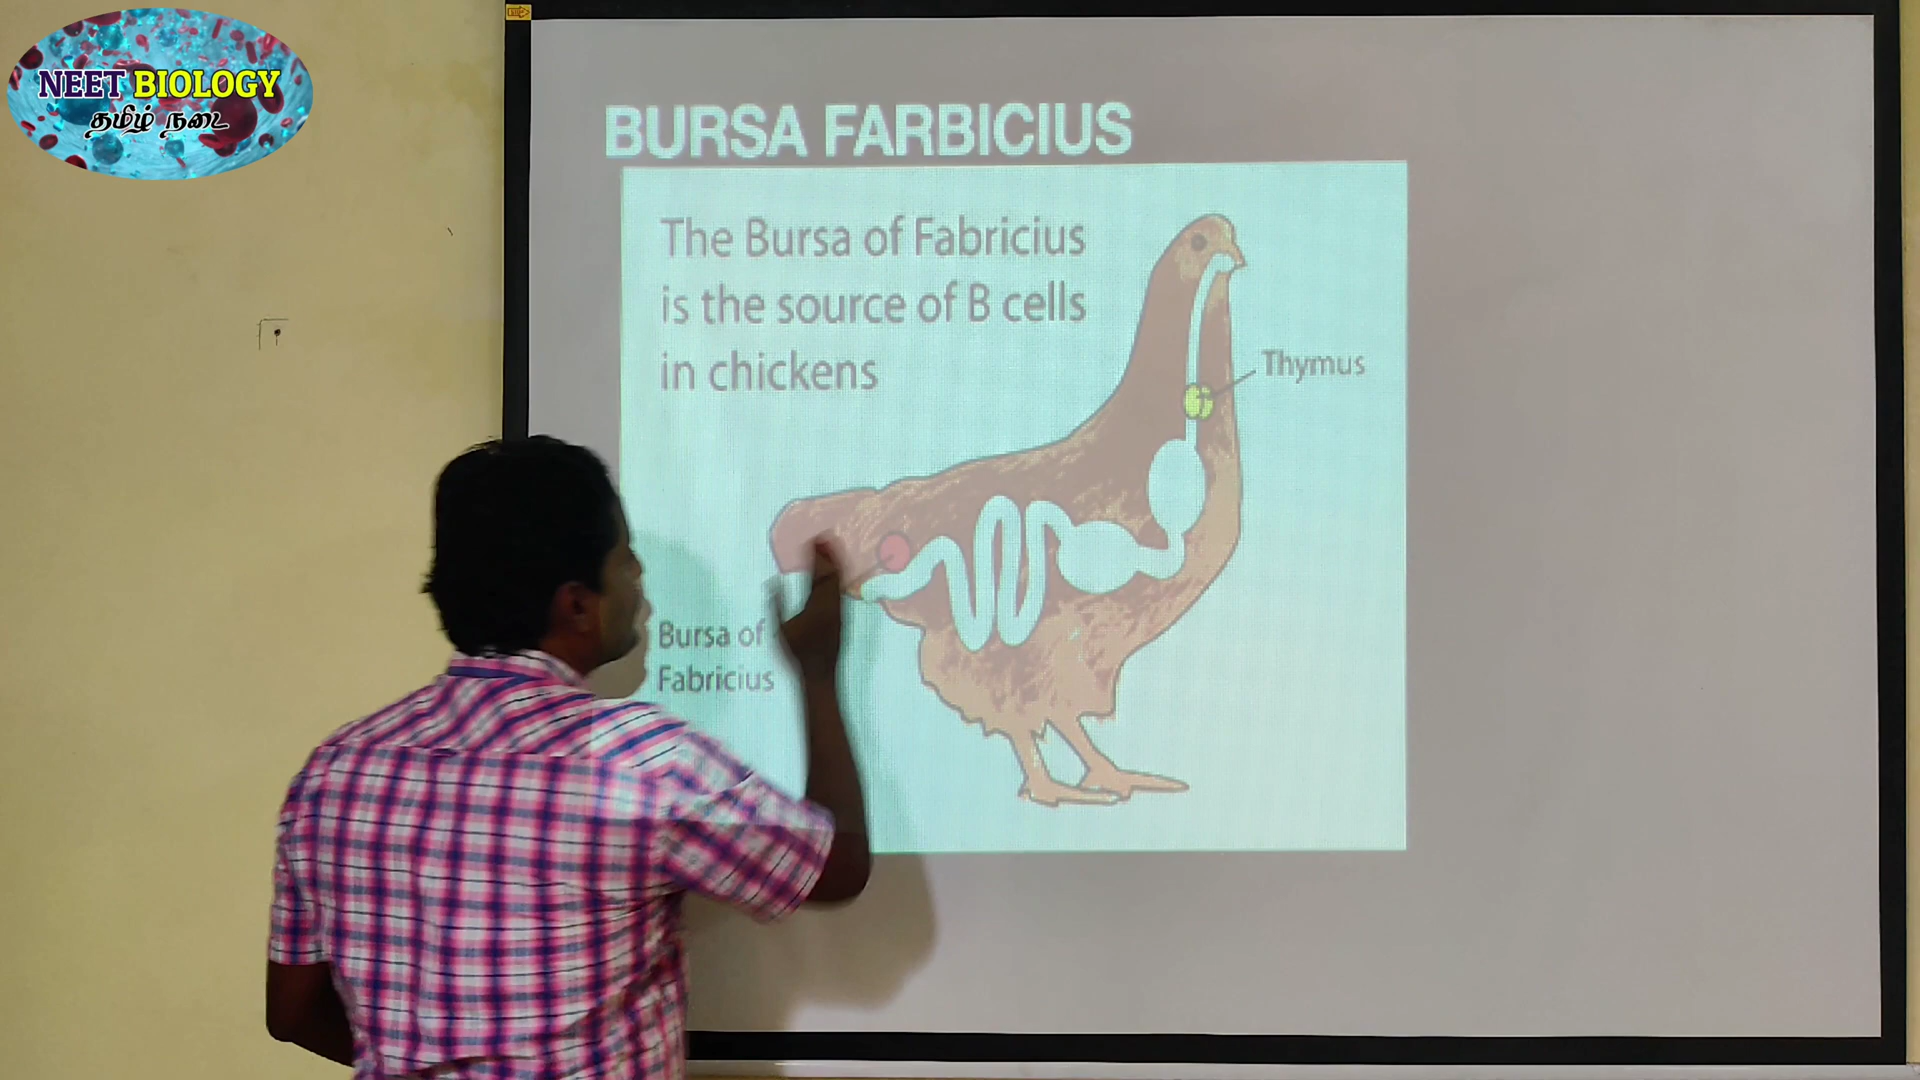 NEET BIOLOGY
தமிழ் நடை
BURSA FARBICIUS
The Bursa of Fabricius
is the source of B cells
in chickens
Thymus
Bursa of
Fabricius